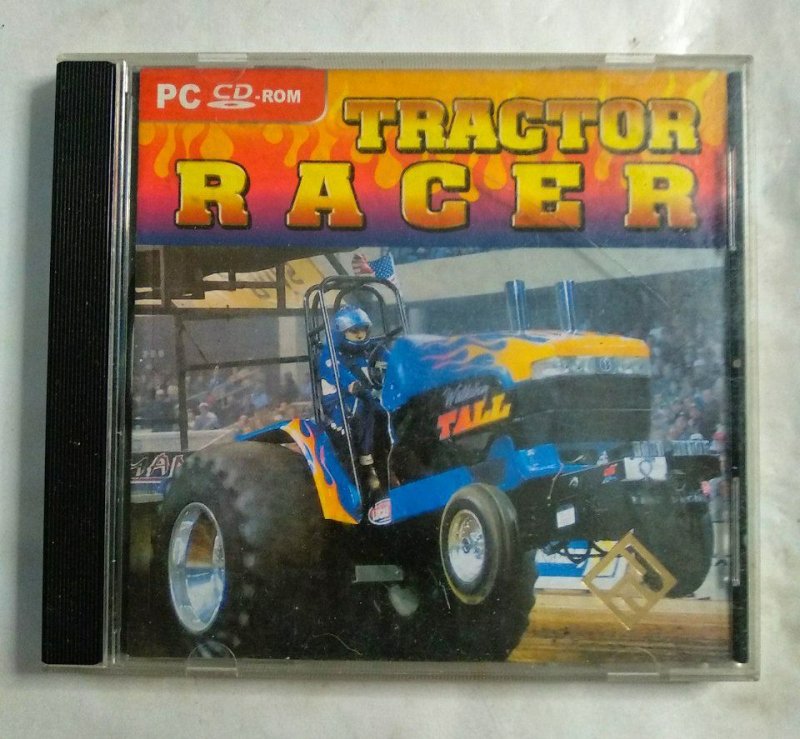 PC CD-ROM
TRACTOR
RACER
TALL